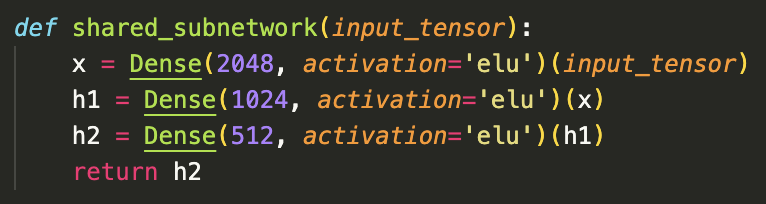 def shared_subnetwork(input_tensor):
    x = Dense(2048, activation='elu')(input_tensor)
    h1 = Dense(1024, activation='elu')(x)
    h2 = Dense(512, activation='elu')(h1)
    return h2